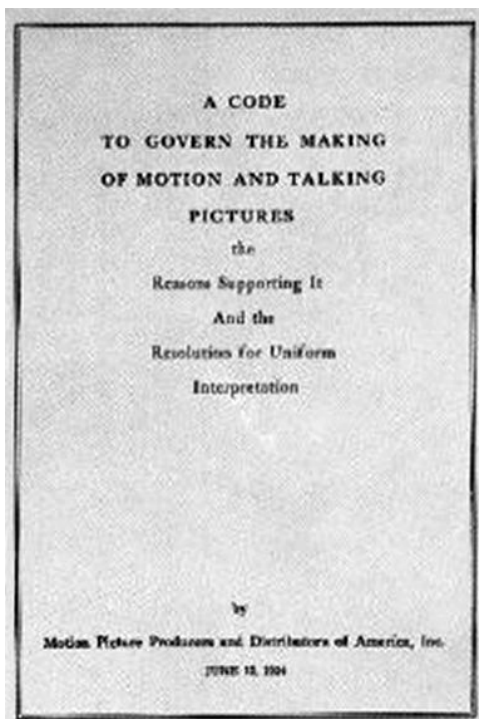 A CODE
TO GOVERN THE MAKING
OF MOTION AND TALKING
PICTURES
the
Reasons Supporting It
And the
Resolution for Uniform
Interpretation
by
Motion Picture Producers and Distributors of America, Inc.
JUNE 13, 1934